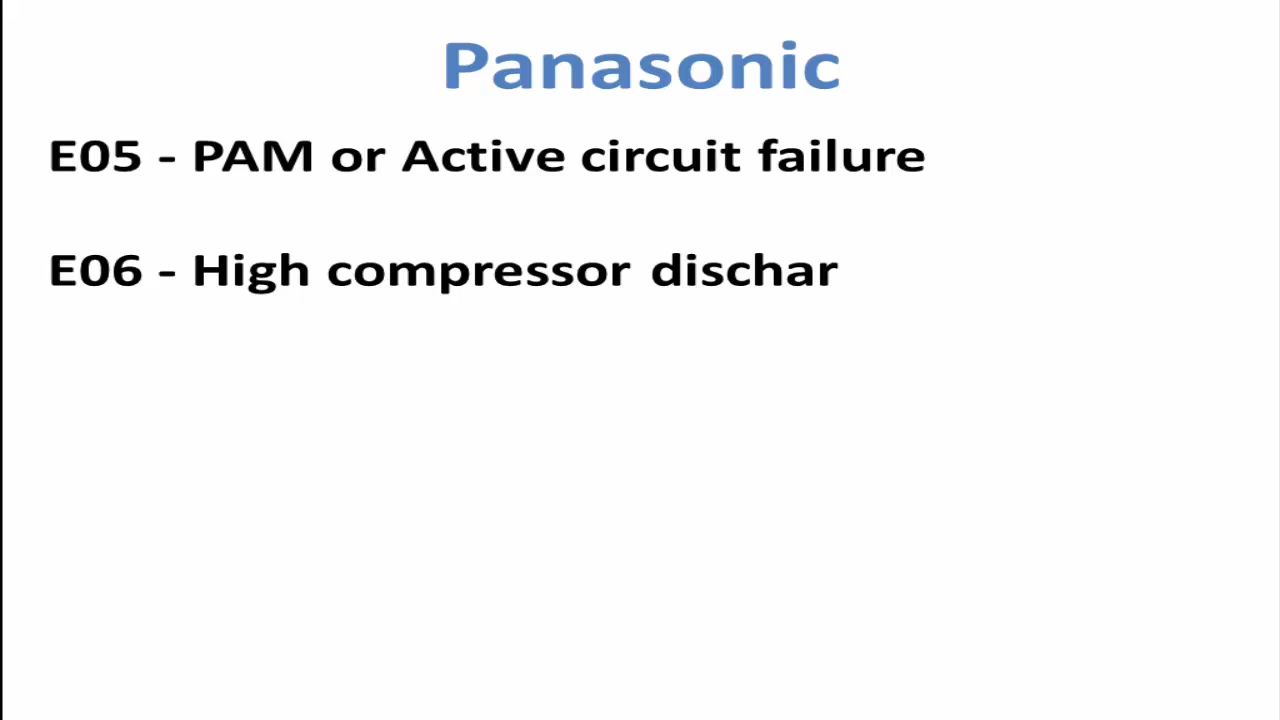 Panasonic
E05 - PAM or Active circuit failure
E06 - High compressor dischar